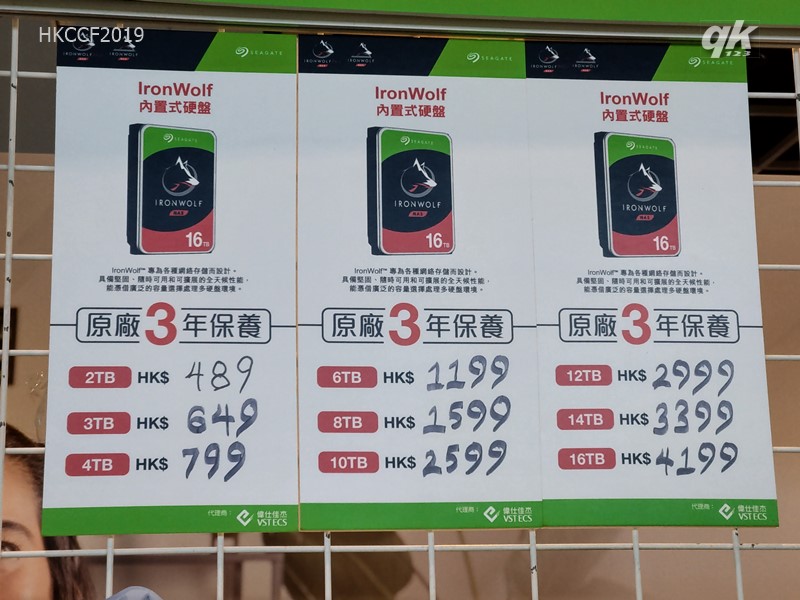 HKCCF2019
qk
123
SEAGATE
IronWolf
內置式硬盤
SEAGATE
IRONWOLF
NAS
16TB
IronWolf™ 專為各種網絡存儲而設計。
具備堅固、隨時可用和可擴展的全天候性能，
能憑借廣泛的容量選擇處理多硬盤環境。
原廠3年保養
2TB HK$ 489
3TB HK$ 649
4TB HK$ 799
代理商：
偉仕佳杰
VSTECS
SEAGATE
IronWolf
內置式硬盤
SEAGATE
IRONWOLF
NAS
16TB
IronWolf™ 專為各種網絡存儲而設計。
具備堅固、隨時可用和可擴展的全天候性能，
能憑借廣泛的容量選擇處理多硬盤環境。
原廠3年保養
6TB HK$ 1199
8TB HK$ 1599
10TB HK$ 2599
代理商：
偉仕佳杰
VSTECS
SEAGATE
IronWolf
內置式硬盤
SEAGATE
IRONWOLF
NAS
16TB
IronWolf™ 專為各種網絡存儲而設計。
具備堅固、隨時可用和可擴展的全天候性能，
能憑借廣泛的容量選擇處理多硬盤環境。
原廠3年保養
12TB HK$ 2999
14TB HK$ 3399
16TB HK$ 4199
代理商：
偉仕佳杰
VSTECS